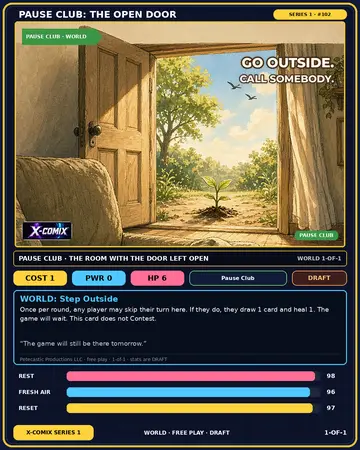 PAUSE CLUB: THE OPEN DOOR
SERIES 1 · #102
PAUSE CLUB · WORLD
GO OUTSIDE.
CALL SOMEBODY.
X-COMIX
PAUSE CLUB
PAUSE CLUB · THE ROOM WITH THE DOOR LEFT OPEN
WORLD 1-OF-1
COST 1
PWR 0
HP 6
Pause Club
DRAFT
WORLD: Step Outside
Once per round, any player may skip their turn here. If they do, they draw 1 card and heal 1. The
game will wait. This card does not Contest.
"The game will still be there tomorrow."
Poliecastic Productions LLC · free play · 1-of-1 · stats are DRAFT
REST 98
FRESH AIR 96
RESET 97
X-COMIX SERIES 1
WORLD · FREE PLAY · DRAFT
1-OF-1